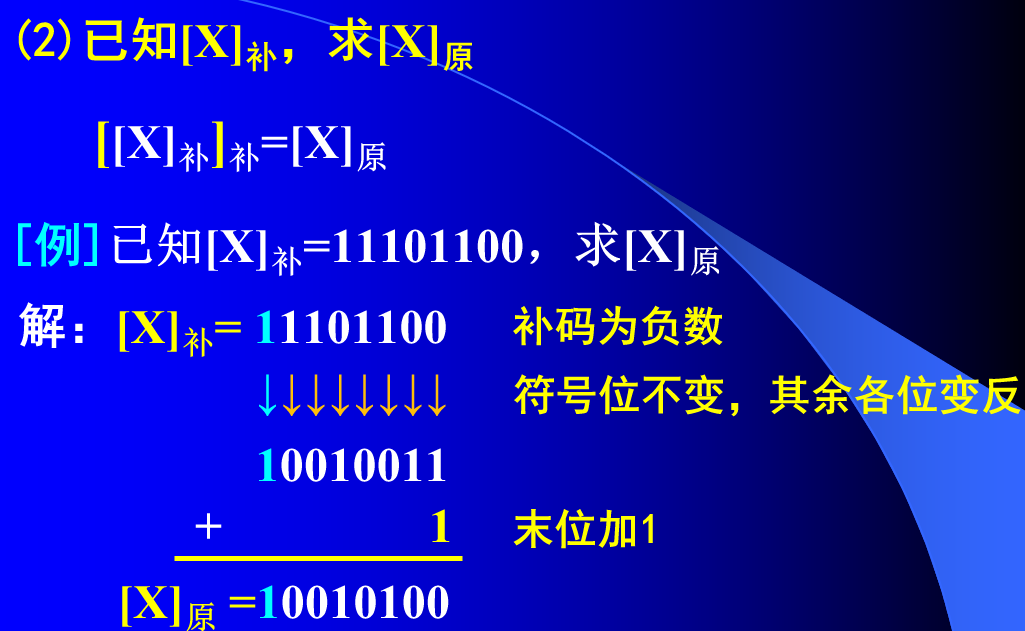 (2)已知[X]补，求[X]原
[[X]补]补=[X]原
[例]已知[X]补=11101100，求[X]原
解：[X]补= 11101100 补码为负数
↓↓↓↓↓↓↓↓ 符号位不变，其余各位变反
10010011
+ 1 末位加1
[X]原 =10010100